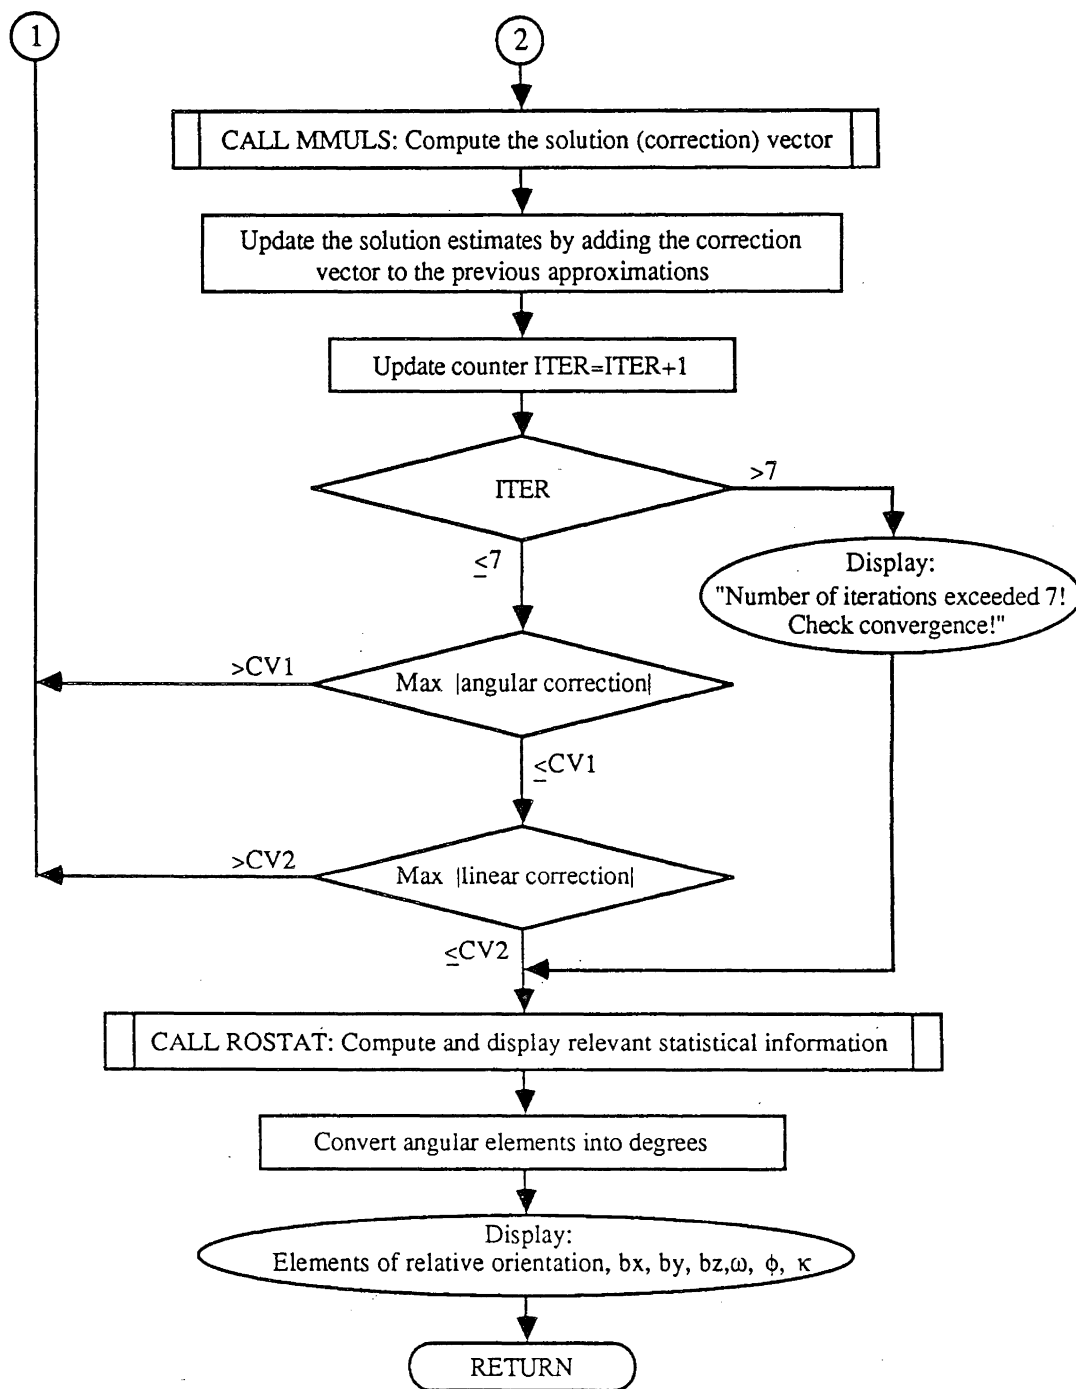 1
2
CALL MMULS: Compute the solution (correction) vector
Update the solution estimates by adding the correction
vector to the previous approximations
Update counter ITER=ITER+1
ITER
>7
≤7
Display:
"Number of iterations exceeded 7!
Check convergence!"
>CV1
Max |angular correction|
≤CV1
>CV2
Max |linear correction|
≤CV2
CALL ROSTAT: Compute and display relevant statistical information
Convert angular elements into degrees
Display:
Elements of relative orientation, bx, by, bz,ω, ϕ, κ
RETURN